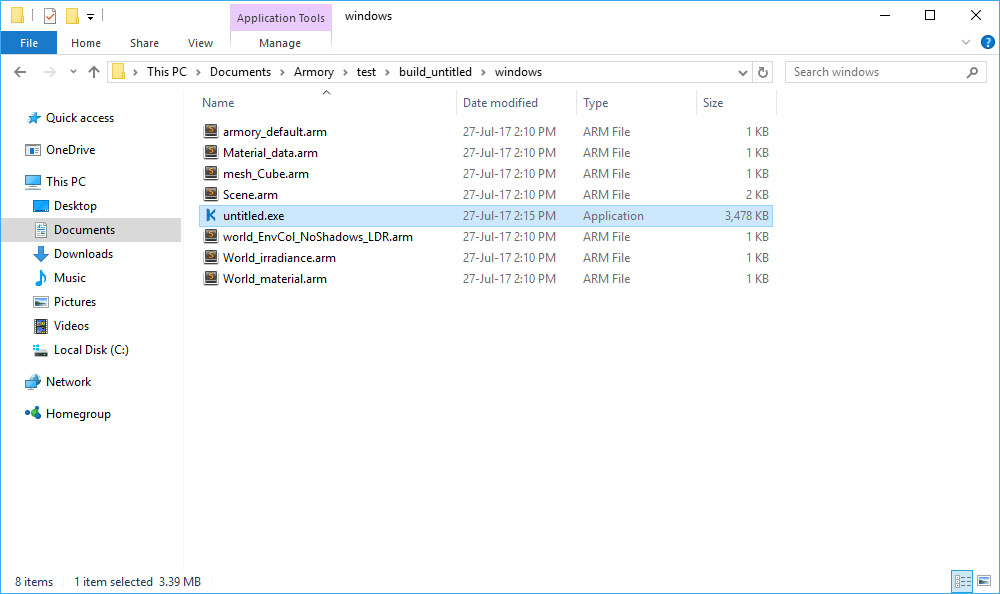 Application Tools windows
File Home Share View Manage
This PC Documents Armory test build_untitled windows Search windows
Name Date modified Type Size
Quick access
OneDrive
This PC
Desktop
Documents
Downloads
Music
Pictures
Videos
Local Disk (C:)
Network
Homegroup
armory_default.arm 27-Jul-17 2:10 PM ARM File 1 KB
Material_data.arm 27-Jul-17 2:10 PM ARM File 1 KB
mesh_Cube.arm 27-Jul-17 2:10 PM ARM File 1 KB
Scene.arm 27-Jul-17 2:10 PM ARM File 2 KB
untitled.exe 27-Jul-17 2:15 PM Application 3,478 KB
world_EnvCol_NoShadows_LDR.arm 27-Jul-17 2:10 PM ARM File 1 KB
World_irradiance.arm 27-Jul-17 2:10 PM ARM File 1 KB
World_material.arm 27-Jul-17 2:10 PM ARM File 1 KB
8 items 1 item selected 3.39 MB